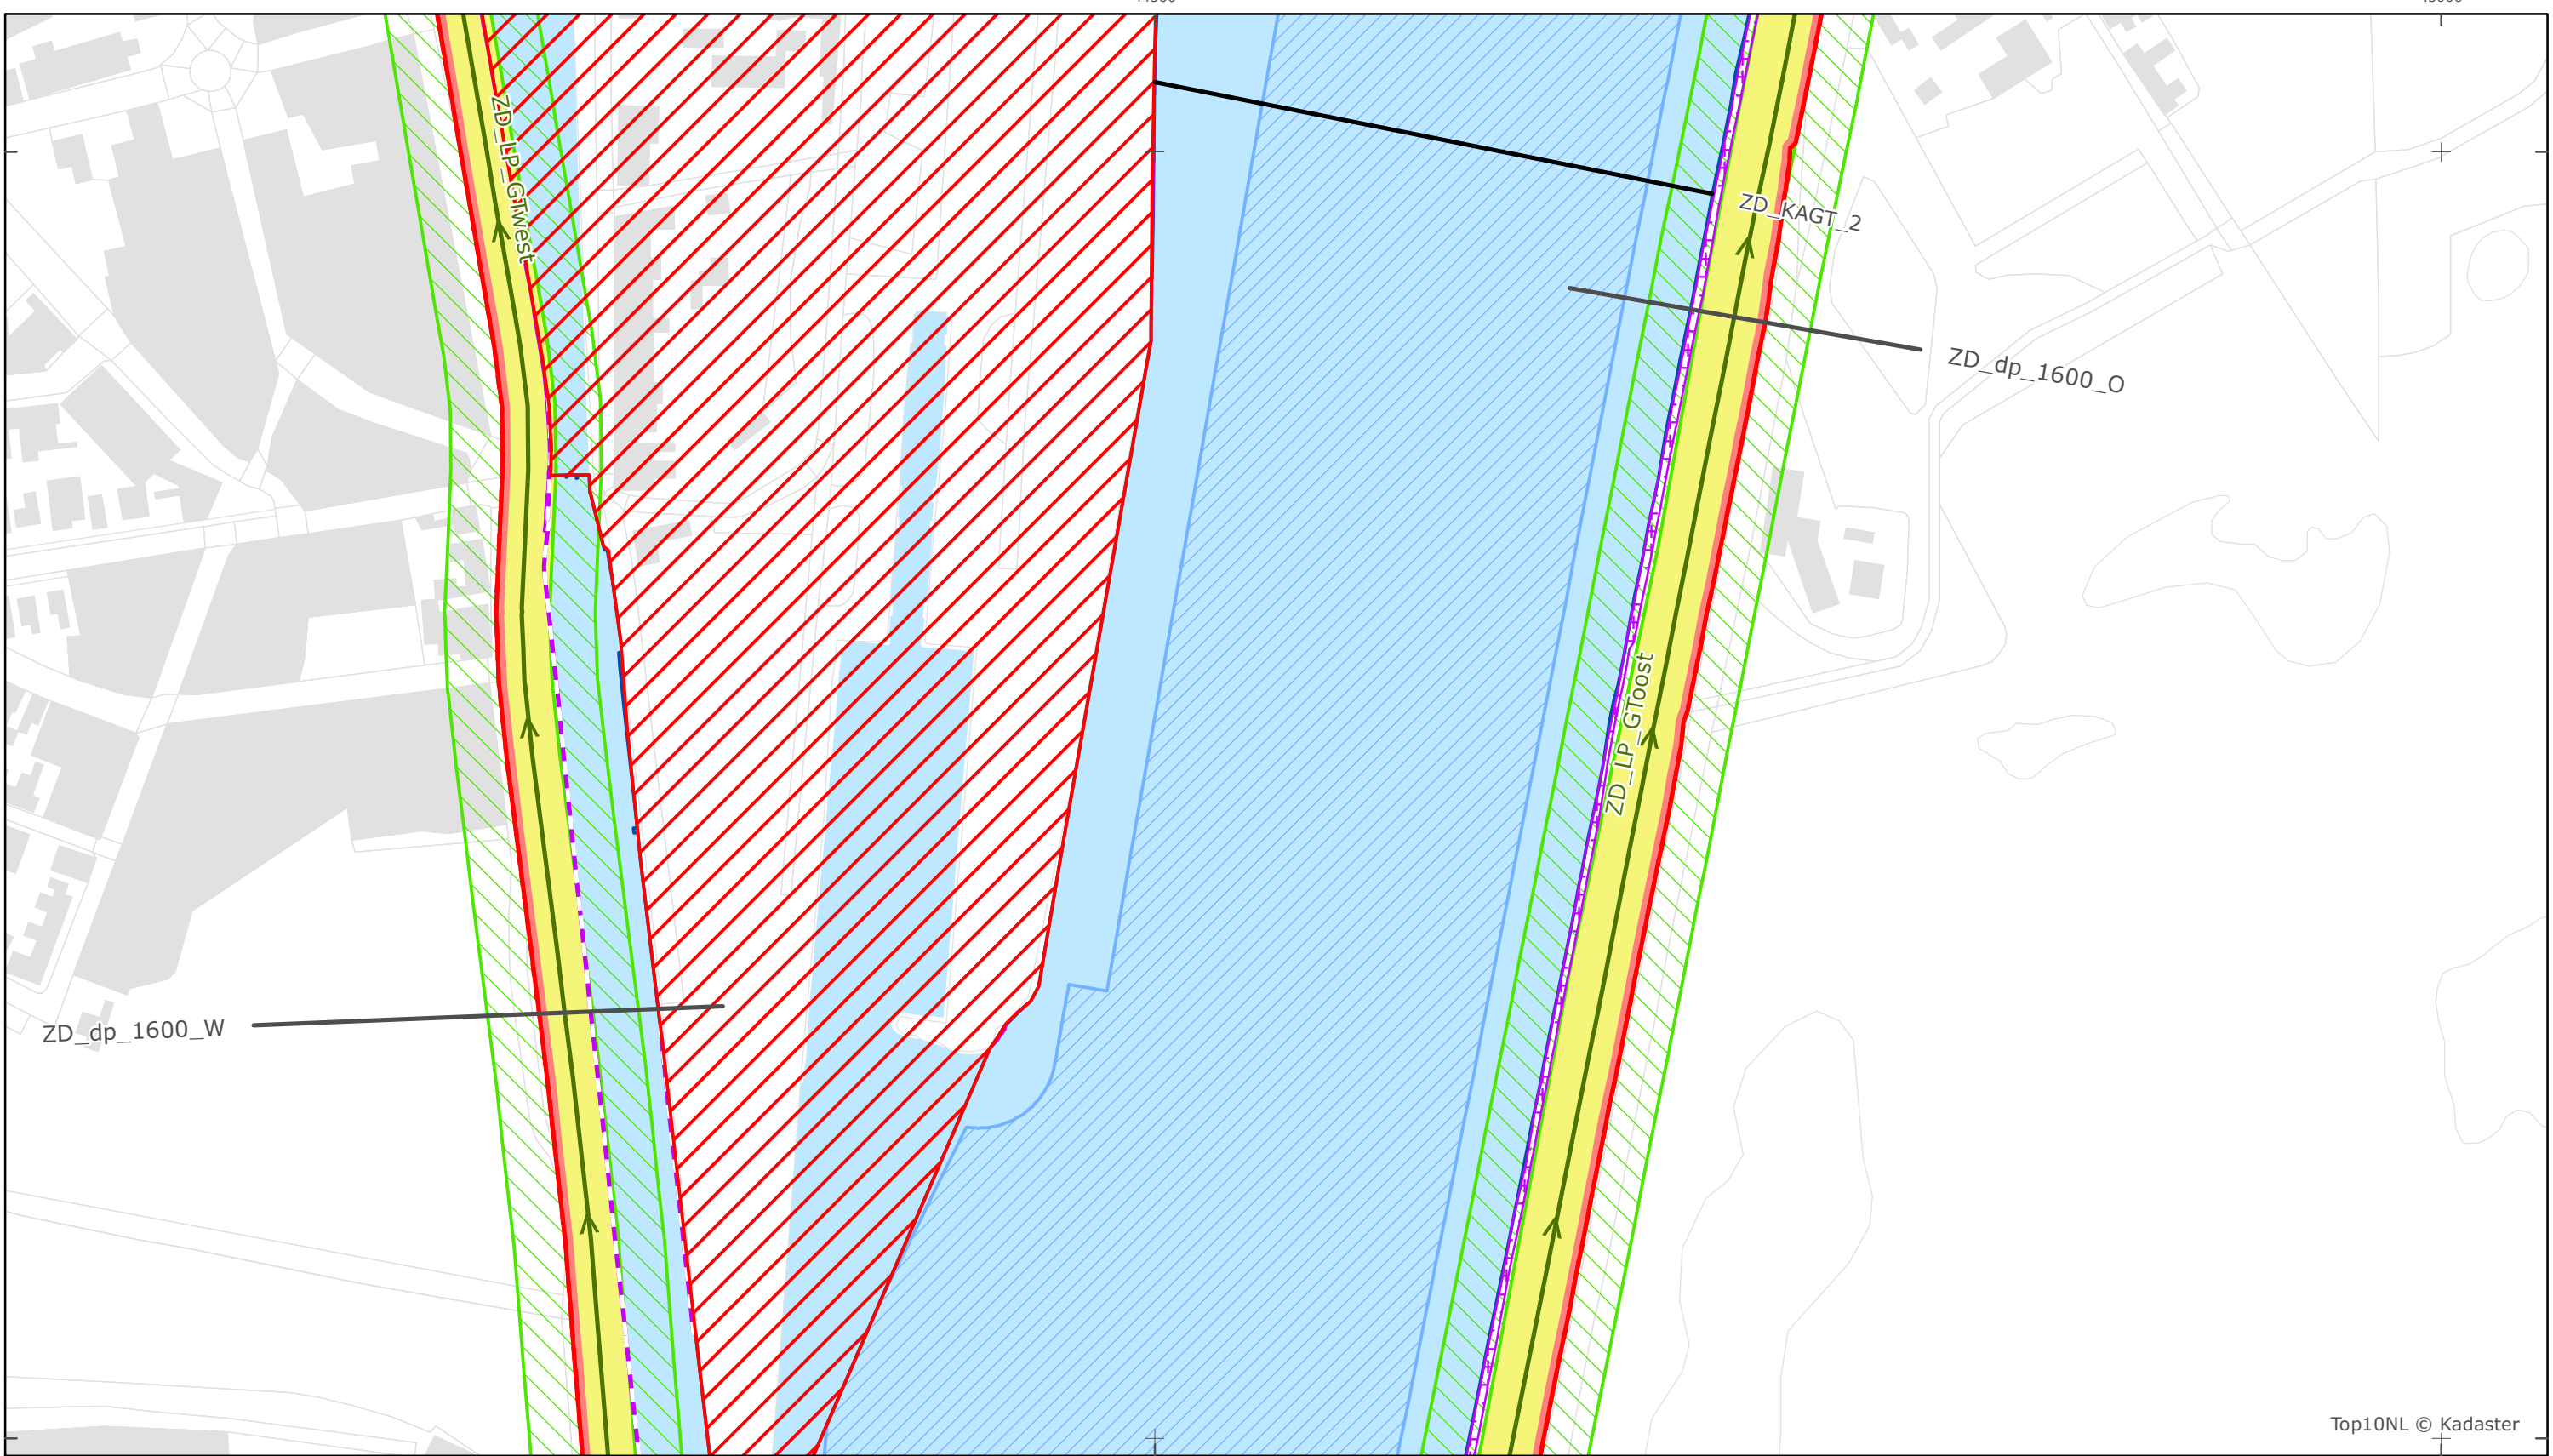 ZD_LP_GTwest
ZD_KAGT_2
ZD_dp_1600_O
ZD_LP_GToost
ZD_dp_1600_W
Top10NL © Kadaster